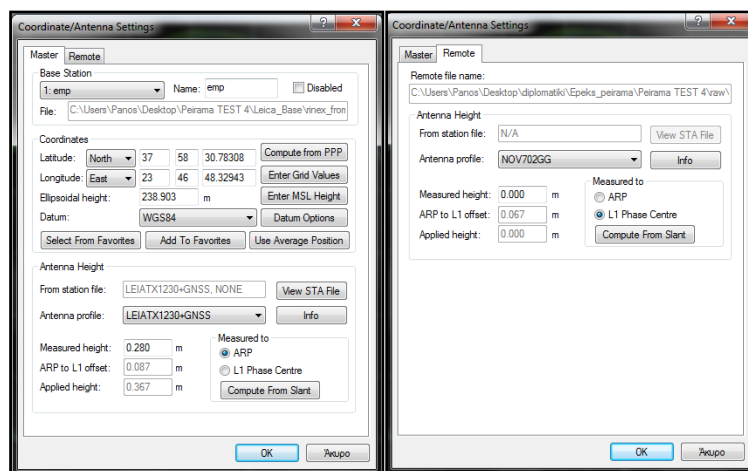 Coordinate/Antenna Settings
Master Remote
Base Station
1: emp Name: emp Disabled
File: C:\Users\Panos\Desktop\Peirama TEST 4\Leica_Base\rinex_fron
Coordinates
Latitude: North 37 58 30.78308 Compute from PPP
Longitude: East 23 46 48.32943 Enter Grid Values
Ellipsoidal height: 238.903 m Enter MSL Height
Datum: WGS84 Datum Options
Select From Favorites Add To Favorites Use Average Position
Antenna Height
From station file: LEIATX1230+GNSS, NONE View STA File
Antenna profile: LEIATX1230+GNSS Info
Measured height: 0.280 m
ARP to L1 offset: 0.087 m
Applied height: 0.367 m
Measured to
ARP
L1 Phase Centre
Compute From Slant
OK Άκυρο
Coordinate/Antenna Settings
Master Remote
Remote file name:
C:\Users\Panos\Desktop\diplomatiki\Epeks_peirama\Peirama TEST 4\raw\
Antenna Height
From station file: N/A View STA File
Antenna profile: NOV702GG Info
Measured height: 0.000 m
ARP to L1 offset: 0.067 m
Applied height: 0.000 m
Measured to
ARP
L1 Phase Centre
Compute From Slant
OK Άκυρο